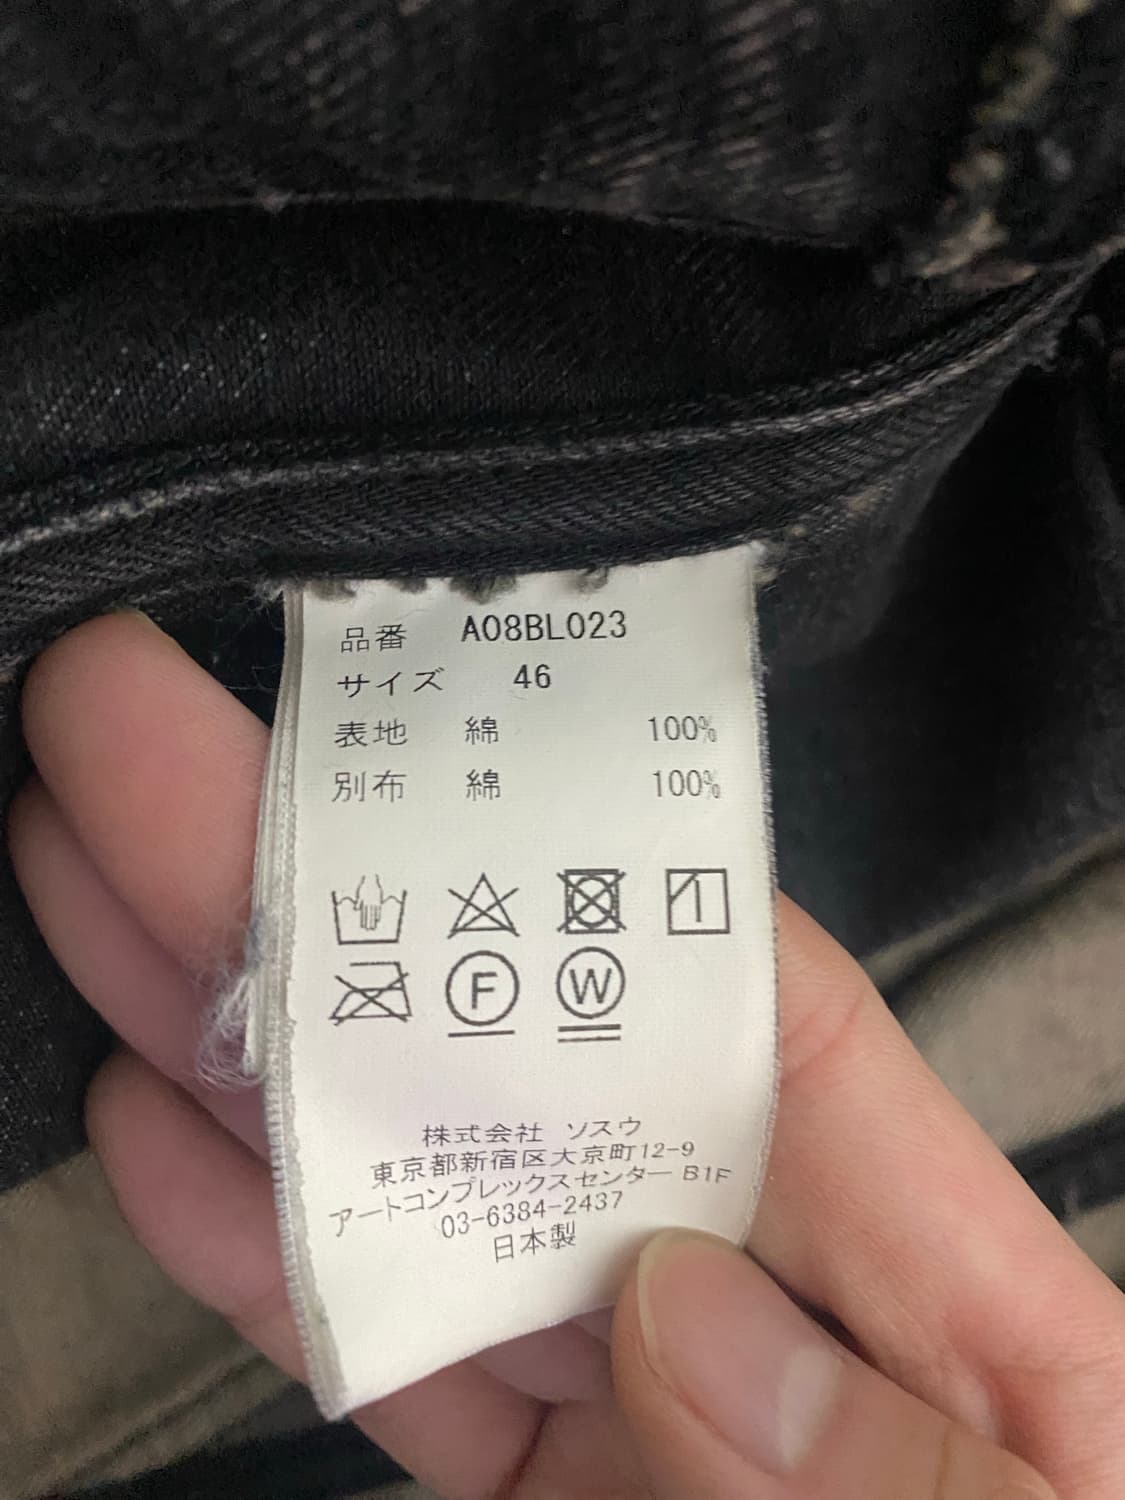 品番 A08BL023
サイズ 46
表地 綿 100%
別布 綿 100%
F W
株式会社 ソスウ
東京都新宿区大京町12-9
アートコンプレックスセンター B1F
03-6384-2437
日本製